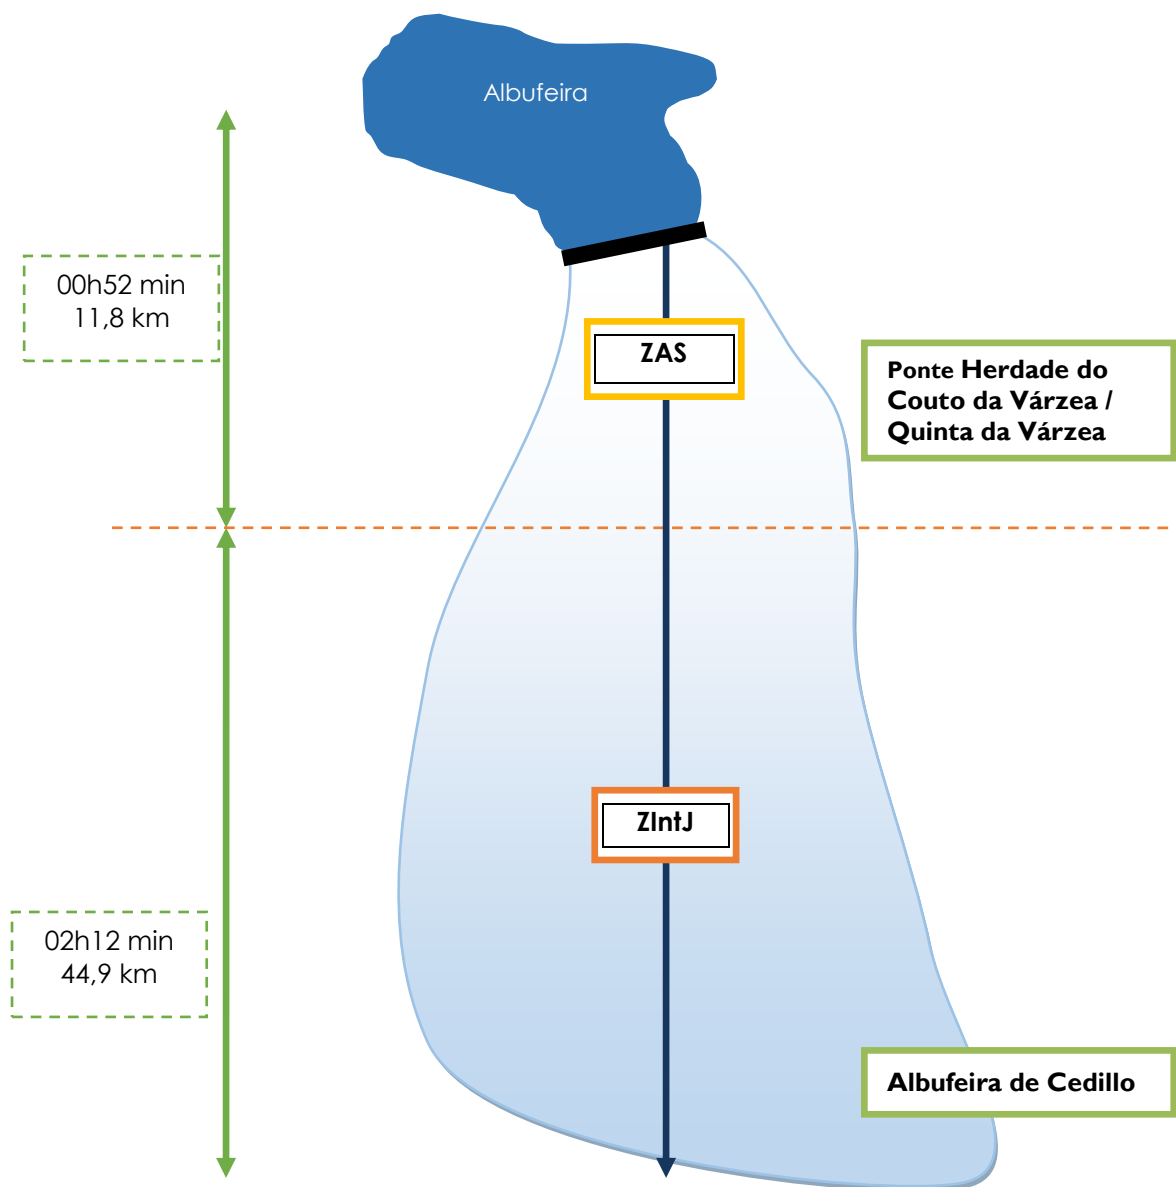 Albufeira
00h52 min
11,8 km
ZAS
Ponte Herdade do
Couto da Várzea /
Quinta da Várzea
ZIntJ
02h12 min
44,9 km
Albufeira de Cedillo